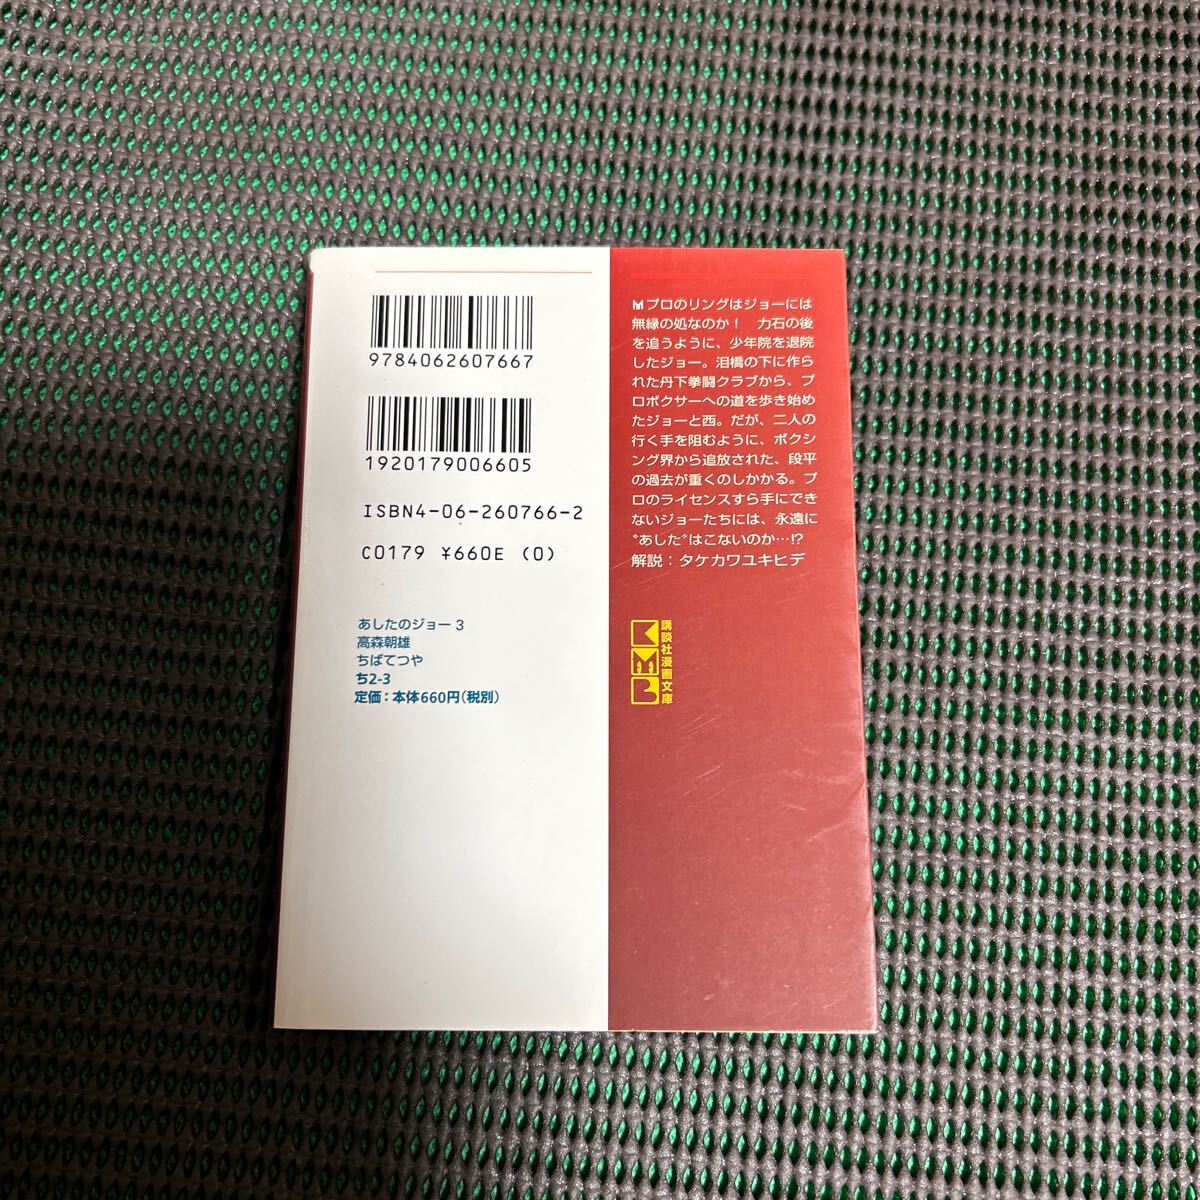 9784062607667
1920179006605
ISBN4-06-260766-2
C0179 ¥660E (0)
あしたのジョー 3
高森朝雄
ちばてつや
ち2-3
定価：本体660円(税別)
プロのリングはジョーには
無縁の処なのか！　力石の後
を追うように、少年院を退院
したジョー。泪橋の下に作ら
れた丹下拳闘クラブから、プ
ロボクサーへの道を歩き始め
たジョーと西。だが、二人の
行く手を阻むように、ボクシ
ング界から追放された、段平
の過去が重くのしかかる。プ
ロのライセンスすら手にでき
ないジョーたちには、永遠に
〝あした〟はこないのか…!?
解説：タケカワユキヒデ
KMB
講談社漫画文庫